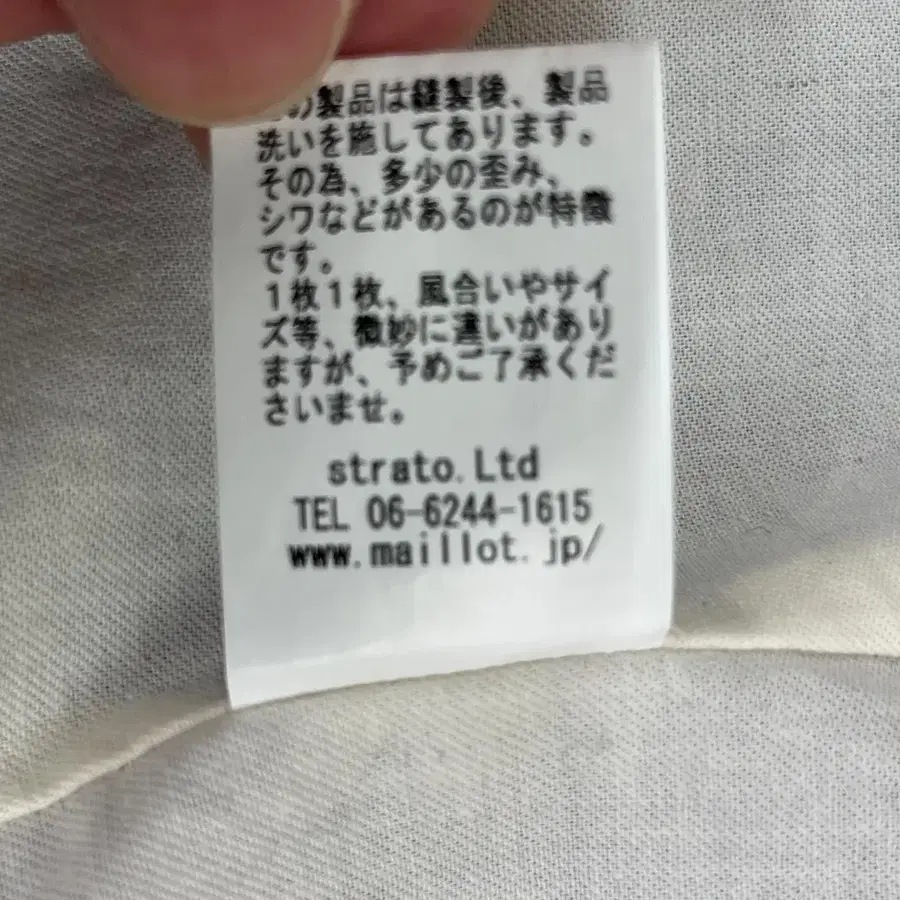 の製品は縫製後、製品
洗いを施してあります。
その為、多少の歪み、
シワなどがあるのが特徴
です。
1枚1枚、風合いやサイ
ズ等、微妙に違いがあり
ますが、予めご了承くだ
さいませ。
strato.Ltd
TEL 06-6244-1615
www.maillot.jp/